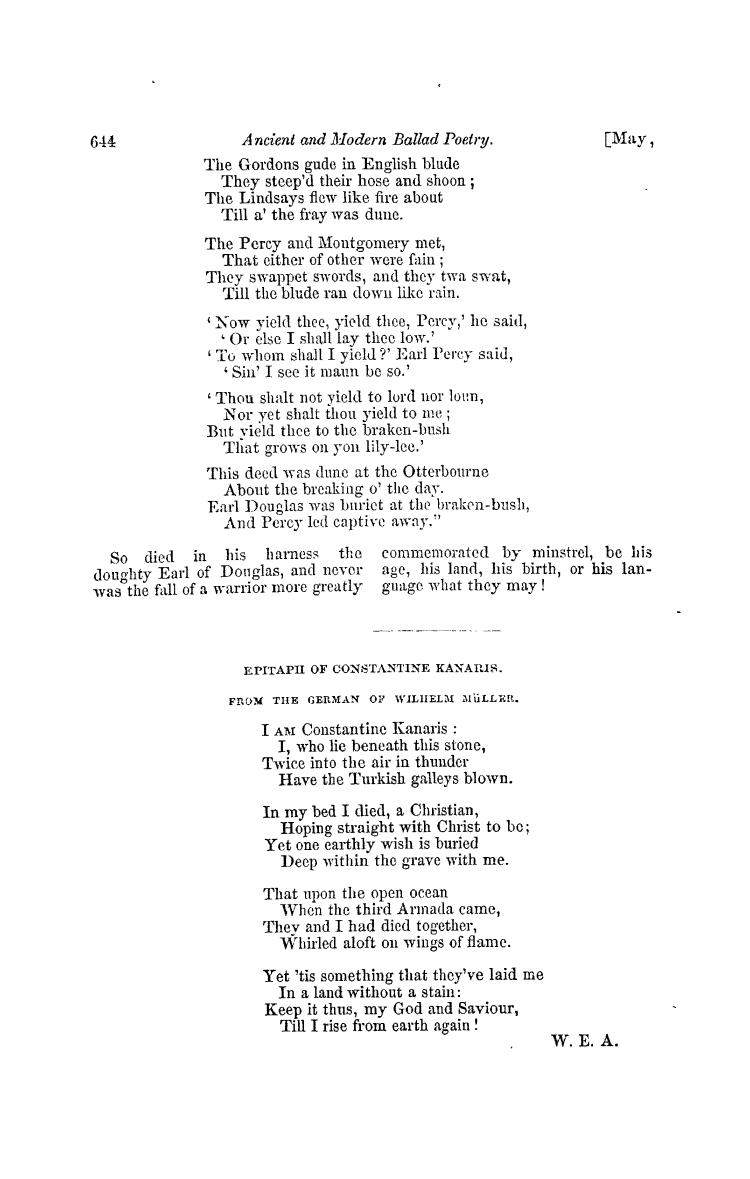 644 Ancient and Modern Ballad Poetry. [May,
The Gordons gude in English blude
They steep'd their hose and shoon ;
The Lindsays flew like fire about
Till a' the fray was dune.
The Percy and Montgomery met,
That either of other were fain ;
They swappet swords, and they twa swat,
Till the blude ran down like rain.
‘ Now yield thee, yield thee, Percy,’ he said,
‘ Or else I shall lay thee low.’
‘ To whom shall I yield ?’ Earl Percy said,
‘ Sin’ I see it maun be so.’
‘ Thou shalt not yield to lord nor loun,
Nor yet shalt thou yield to me ;
But yield thee to the braken-bush
That grows on yon lily-lee.’
This deed was dune at the Otterbourne
About the breaking o’ the day.
Earl Douglas was buriet at the braken-bush,
And Percy led captive away.”
So died in his harness the
doughty Earl of Douglas, and never
was the fall of a warrior more greatly
commemorated by minstrel, be his
age, his land, his birth, or his lan-
guage what they may !
EPITAPH OF CONSTANTINE KANARIS.
FROM THE GERMAN OF WILHELM MüLLER.
I AM Constantine Kanaris :
I, who lie beneath this stone,
Twice into the air in thunder
Have the Turkish galleys blown.
In my bed I died, a Christian,
Hoping straight with Christ to be;
Yet one earthly wish is buried
Deep within the grave with me.
That upon the open ocean
When the third Armada came,
They and I had died together,
Whirled aloft on wings of flame.
Yet ’tis something that they’ve laid me
In a land without a stain:
Keep it thus, my God and Saviour,
Till I rise from earth again !
W. E. A.